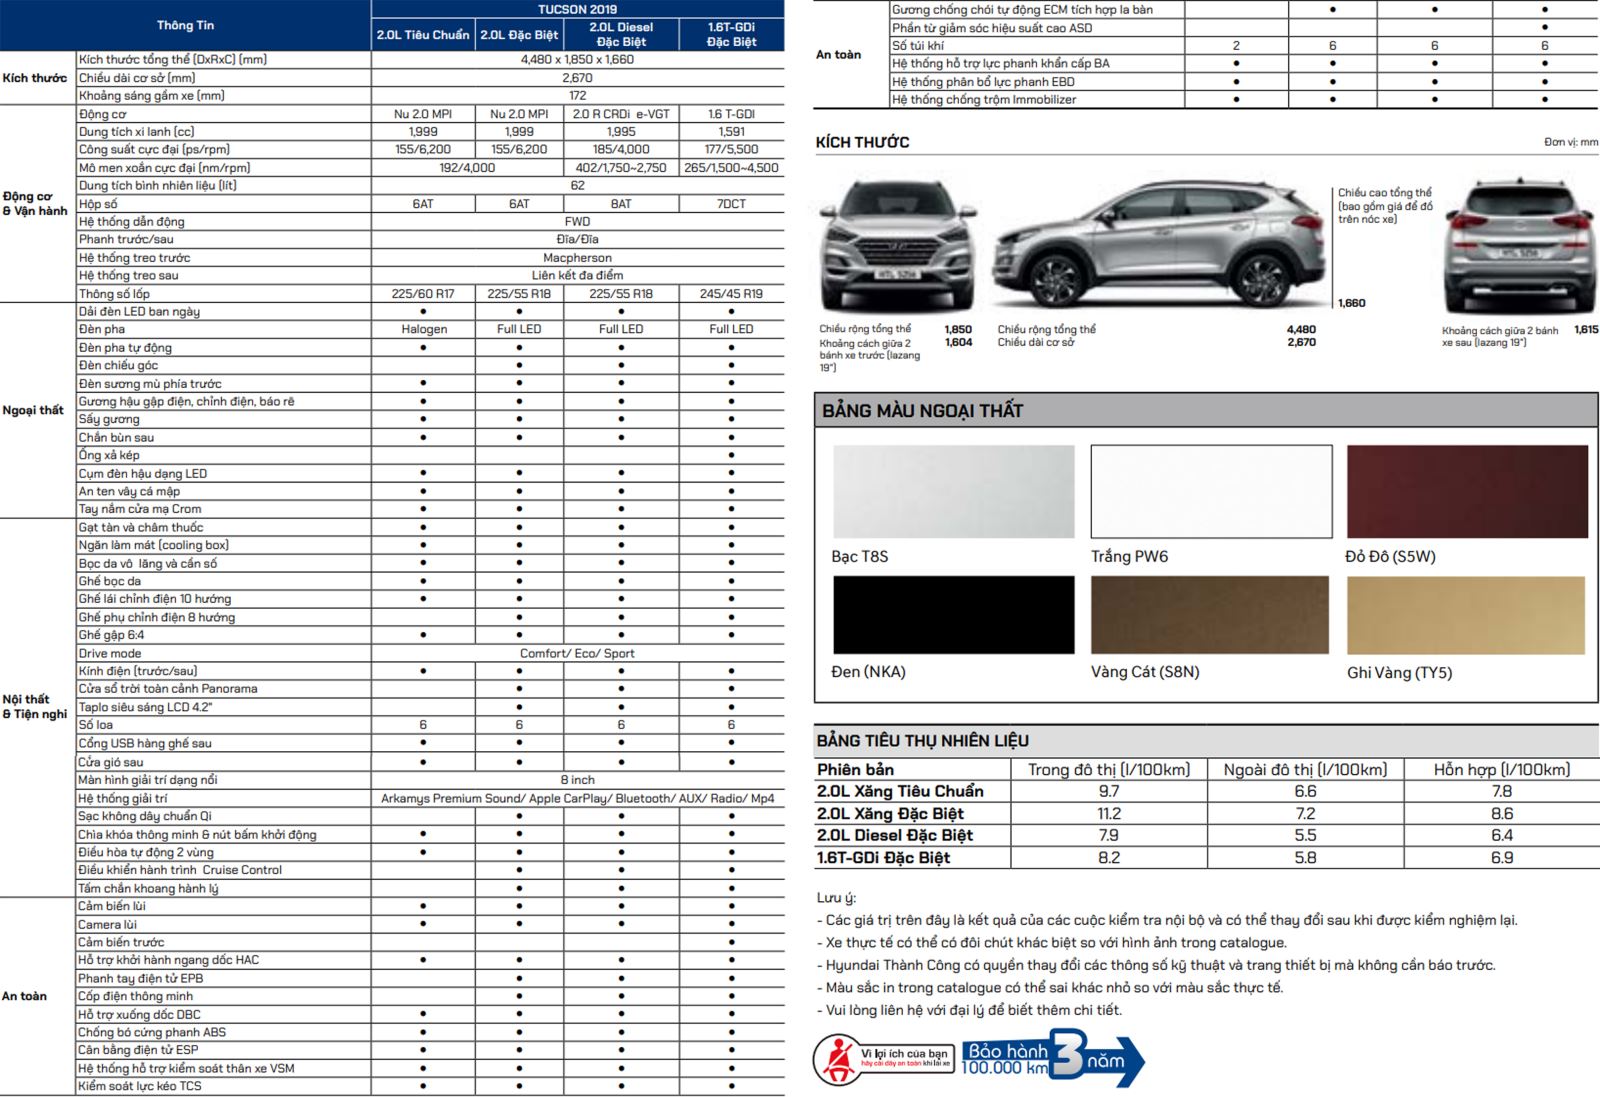 Thông Tin
TUCSON 2019
2.0L Tiêu Chuẩn 2.0L Đặc Biệt 2.0L Diesel Đặc Biệt 1.6T-GDi Đặc Biệt
Kích thước
Kích thước tổng thể (DxRxC) (mm) 4,480 x 1,850 x 1,660
Chiều dài cơ sở (mm) 2,670
Khoảng sáng gầm xe (mm) 172
Động cơ & Vận hành
Động cơ Nu 2.0 MPI Nu 2.0 MPI 2.0 R CRDi e-VGT 1.6 T-GDI
Dung tích xi lanh (cc) 1,999 1,999 1,995 1,591
Công suất cực đại (ps/rpm) 155/6,200 155/6,200 185/4,000 177/5,500
Mô men xoắn cực đại (nm/rpm) 192/4,000 402/1,750~2,750 265/1,500~4,500
Dung tích bình nhiên liệu (lít) 62
Hộp số 6AT 6AT 8AT 7DCT
Hệ thống dẫn động FWD
Phanh trước/sau Đĩa/Đĩa
Hệ thống treo trước Macpherson
Hệ thống treo sau Liên kết đa điểm
Thông số lốp 225/60 R17 225/55 R18 225/55 R18 245/45 R19
Ngoại thất
Dải đèn LED ban ngày ● ● ● ●
Đèn pha Halogen Full LED Full LED Full LED
Đèn pha tự động ● ● ● ●
Đèn chiếu góc ● ● ●
Đèn sương mù phía trước ● ● ● ●
Gương hậu gập điện, chỉnh điện, báo rẽ ● ● ● ●
Sấy gương ● ● ● ●
Chắn bùn sau ● ● ● ●
Ống xả kép ●
Cụm đèn hậu dạng LED ● ● ● ●
An ten vây cá mập ● ● ● ●
Tay nắm cửa mạ Crom ● ● ● ●
Nội thất & Tiện nghi
Gạt tàn và châm thuốc ● ● ● ●
Ngăn làm mát (cooling box) ● ● ● ●
Bọc da vô lăng và cần số ● ● ● ●
Ghế bọc da ● ● ● ●
Ghế lái chỉnh điện 10 hướng ● ● ● ●
Ghế phụ chỉnh điện 8 hướng ● ● ●
Ghế gập 6:4 ● ● ● ●
Drive mode Comfort/ Eco/ Sport
Kính điện (trước/sau) ● ● ● ●
Cửa sổ trời toàn cảnh Panorama ● ● ●
Taplo siêu sáng LCD 4.2" ● ● ●
Số loa 6 6 6 6
Cổng USB hàng ghế sau ● ● ● ●
Cửa gió sau ● ● ● ●
Màn hình giải trí dạng nổi 8 inch
Hệ thống giải trí Arkamys Premium Sound/ Apple CarPlay/ Bluetooth/ AUX/ Radio/ Mp4
Sạc không dây chuẩn Qi ● ● ●
Chìa khóa thông minh & nút bấm khởi động ● ● ● ●
Điều hòa tự động 2 vùng ● ● ● ●
Điều khiển hành trình Cruise Control ● ● ●
Tấm chắn khoang hành lý ● ● ●
An toàn
Cảm biến lùi ● ● ● ●
Camera lùi ● ● ● ●
Cảm biến trước ●
Hỗ trợ khởi hành ngang dốc HAC ● ● ● ●
Phanh tay điện tử EPB ● ● ●
Cốp điện thông minh ● ● ●
Hỗ trợ xuống dốc DBC ● ● ● ●
Chống bó cứng phanh ABS ● ● ● ●
Cân bằng điện tử ESP ● ● ● ●
Hệ thống hỗ trợ kiểm soát thân xe VSM ● ● ● ●
Kiểm soát lực kéo TCS ● ● ● ●
An toàn
Gương chống chói tự động ECM tích hợp la bàn ● ● ●
Phần từ giảm sóc hiệu suất cao ASD ●
Số túi khí 2 6 6 6
Hệ thống hỗ trợ lực phanh khẩn cấp BA ● ● ● ●
Hệ thống phân bổ lực phanh EBD ● ● ● ●
Hệ thống chống trộm Immobilizer ● ● ● ●
KÍCH THƯỚC Đơn vị: mm
Chiều cao tổng thể
(bao gồm giá để đồ
trên nóc xe)
1,660
Chiều rộng tổng thể 1,850
Khoảng cách giữa 2 1,604
bánh xe trước (lazang
19")
Chiều rộng tổng thể 4,480
Chiều dài cơ sở 2,670
Khoảng cách giữa 2 bánh 1,615
xe sau (lazang 19")
BẢNG MÀU NGOẠI THẤT
Bạc T8S Trắng PW6 Đỏ Đô (S5W)
Đen (NKA) Vàng Cát (S8N) Ghi Vàng (TY5)
BẢNG TIÊU THỤ NHIÊN LIỆU
Phiên bản Trong đô thị (l/100km) Ngoài đô thị (l/100km) Hỗn hợp (l/100km)
2.0L Xăng Tiêu Chuẩn 9.7 6.6 7.8
2.0L Xăng Đặc Biệt 11.2 7.2 8.6
2.0L Diesel Đặc Biệt 7.9 5.5 6.4
1.6T-GDi Đặc Biệt 8.2 5.8 6.9
Lưu ý:
- Các giá trị trên đây là kết quả của các cuộc kiểm tra nội bộ và có thể thay đổi sau khi được kiểm nghiệm lại.
- Xe thực tế có thể có đôi chút khác biệt so với hình ảnh trong catalogue.
- Hyundai Thành Công có quyền thay đổi các thông số kỹ thuật và trang thiết bị mà không cần báo trước.
- Màu sắc in trong catalogue có thể sai khác nhỏ so với màu sắc thực tế.
- Vui lòng liên hệ với đại lý để biết thêm chi tiết.
Vì lợi ích của bạn
hãy cài dây an toàn khi lái xe
Bảo hành 3 năm
100.000 km